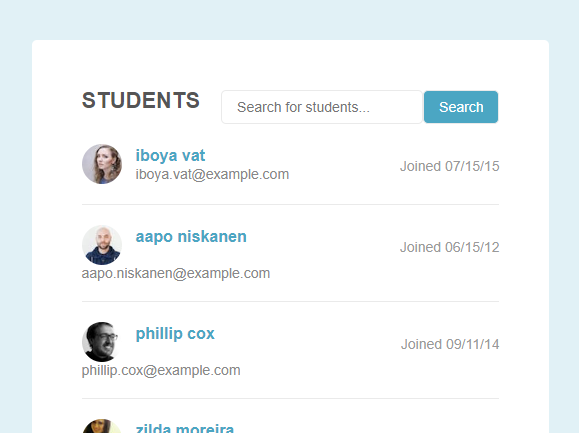 STUDENTS
Search for students...
Search
iboya vat
iboya.vat@example.com
Joined 07/15/15
aapo niskanen
Joined 06/15/12
aapo.niskanen@example.com
phillip cox
Joined 09/11/14
phillip.cox@example.com
zilda moreira